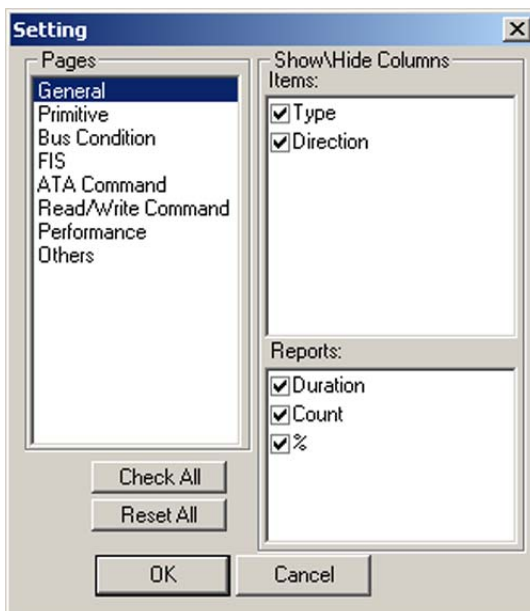 Setting
Pages
General
Primitive
Bus Condition
FIS
ATA Command
Read/Write Command
Performance
Others
Check All
Reset All
Show\Hide Columns
Items:
Type
Direction
Reports:
Duration
Count
%
OK
Cancel